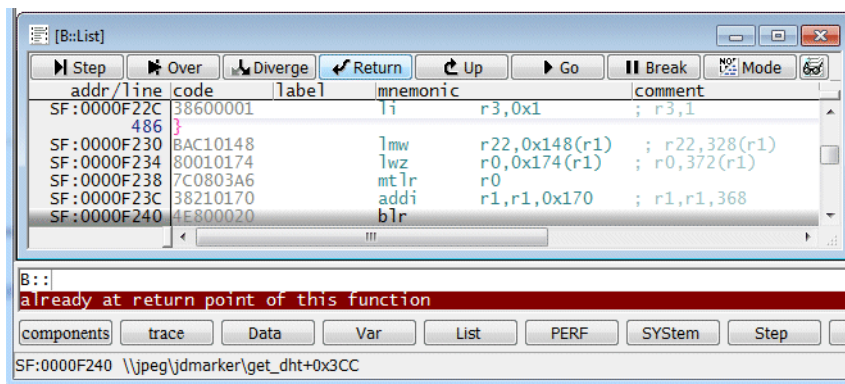 [B::List]
Step Over Diverge Return Up Go Break Mode
addr/line code label mnemonic comment
SF:0000F22C 38600001 li r3,0x1 ; r3,1
486 }
SF:0000F230 BAC10148 lmw r22,0x148(r1) ; r22,328(r1)
SF:0000F234 80010174 lwz r0,0x174(r1) ; r0,372(r1)
SF:0000F238 7C0803A6 mtlr r0
SF:0000F23C 38210170 addi r1,r1,0x170 ; r1,r1,368
SF:0000F240 4E800020 blr
B::
already at return point of this function
components trace Data Var List PERF SYStem Step
SF:0000F240 \\jpeg\jdmarker\get_dht+0x3CC